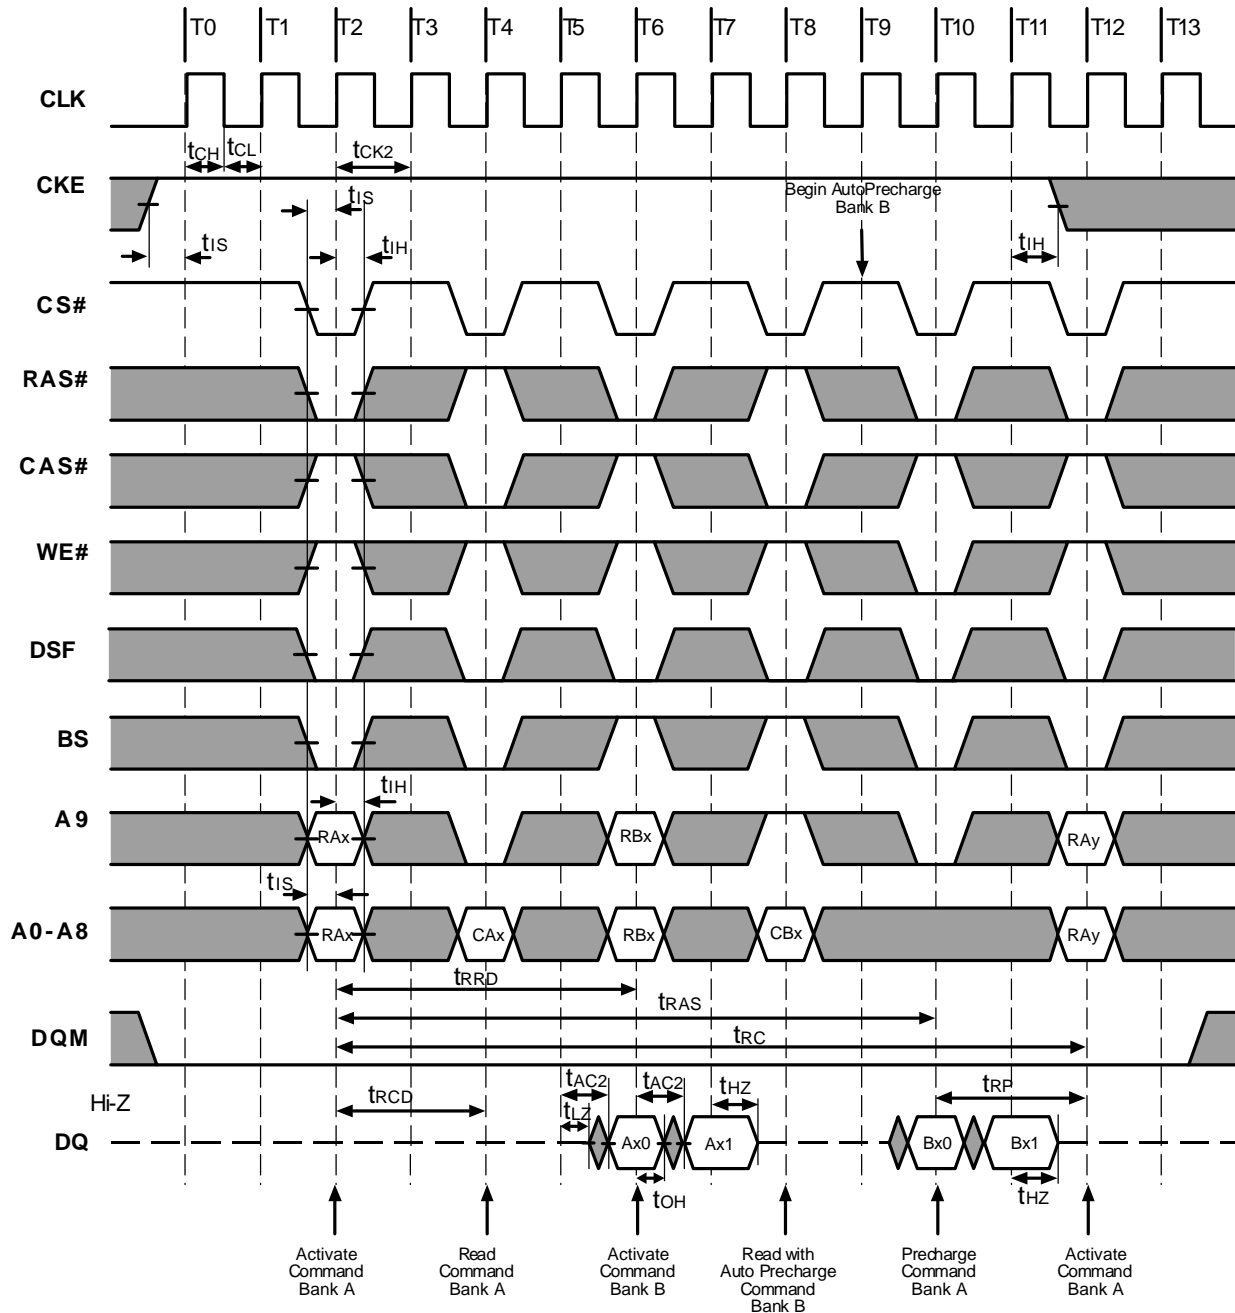 T0 T1 T2 T3 T4 T5 T6 T7 T8 T9 T10 T11 T12 T13
CLK
tCH tCL tCK2
CKE
tIS
Begin AutoPrecharge
Bank B
tIS tIH tIH
CS#
RAS#
CAS#
WE#
DSF
BS
tIH
A9
RAx RBx RAy
tIS
A0-A8
RAx CAx RBx CBx RAy
tRRD
tRAS
DQM
tRC
tAC2 tAC2 tHZ tRP
tRCD
Hi-Z
tLZ
DQ
Ax0 Ax1 Bx0 Bx1
tOH tHZ
Activate
Command
Bank A
Read
Command
Bank A
Activate
Command
Bank B
Read with
Auto Precharge
Command
Bank B
Precharge
Command
Bank A
Activate
Command
Bank A